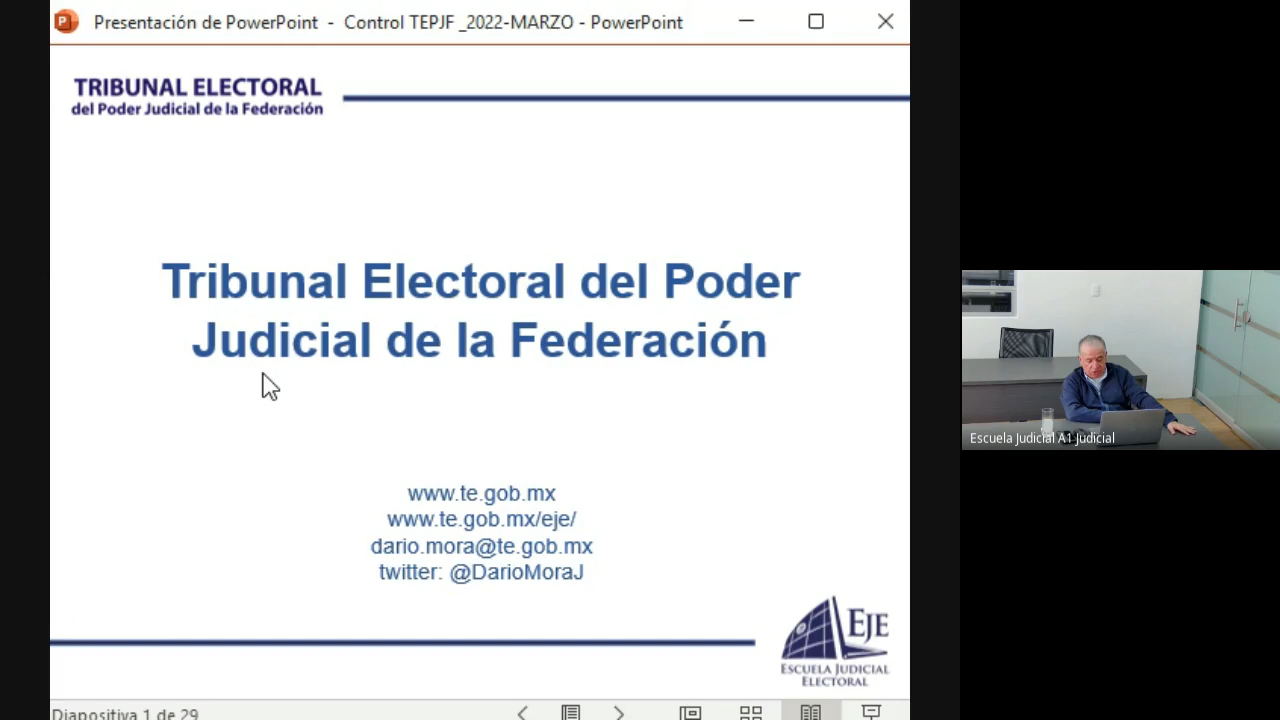 Presentación de PowerPoint - Control TEPJF _2022-MARZO - PowerPoint
TRIBUNAL ELECTORAL
del Poder Judicial de la Federación
Tribunal Electoral del Poder
Judicial de la Federación
www.te.gob.mx
www.te.gob.mx/eje/
dario.mora@te.gob.mx
twitter: @DarioMoraJ
EJE
ESCUELA JUDICIAL
ELECTORAL
Diapositiva 1 de 29
Escuela Judicial A1 Judicial